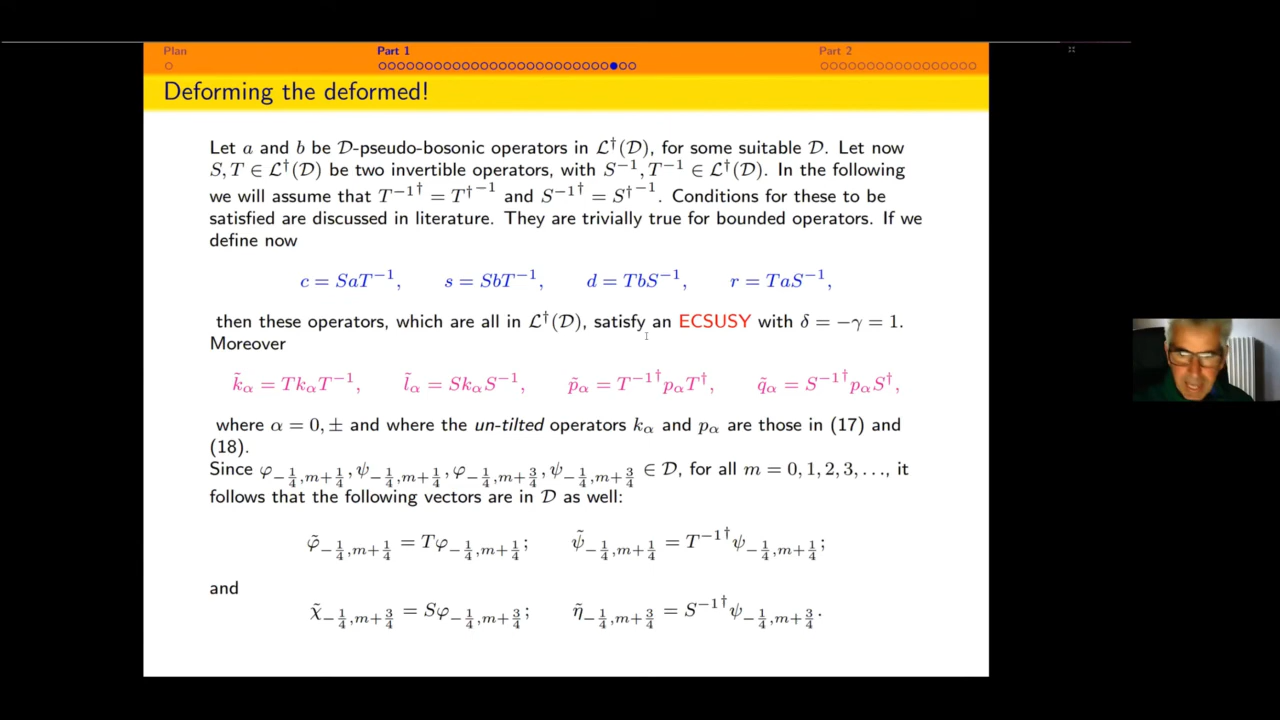 Plan Part 1 Part 2
Deforming the deformed!
Let a and b be 𝒟-pseudo-bosonic operators in ℒ†(𝒟), for some suitable 𝒟. Let now
S, T ∈ ℒ†(𝒟) be two invertible operators, with S⁻¹, T⁻¹ ∈ ℒ†(𝒟). In the following
we will assume that T⁻¹† = T†⁻¹ and S⁻¹† = S†⁻¹. Conditions for these to be
satisfied are discussed in literature. They are trivially true for bounded operators. If we
define now
c = SaT⁻¹, s = SbT⁻¹, d = TbS⁻¹, r = TaS⁻¹,
then these operators, which are all in ℒ†(𝒟), satisfy an ECSUSY with δ = −γ = 1.
Moreover
k̃_α = Tk_αT⁻¹, l̃_α = Sk_αS⁻¹, p̃_α = T⁻¹†p_αT†, q̃_α = S⁻¹†p_αS†,
where α = 0, ± and where the un-tilted operators k_α and p_α are those in (17) and
(18).
Since φ_{−1/4,m+1/4}, ψ_{−1/4,m+1/4}, φ_{−1/4,m+3/4}, ψ_{−1/4,m+3/4} ∈ 𝒟, for all m = 0, 1, 2, 3, …, it
follows that the following vectors are in 𝒟 as well:
φ̃_{−1/4,m+1/4} = Tφ_{−1/4,m+1/4}; ψ̃_{−1/4,m+1/4} = T⁻¹†ψ_{−1/4,m+1/4};
and
χ̃_{−1/4,m+3/4} = Sφ_{−1/4,m+3/4}; η̃_{−1/4,m+3/4} = S⁻¹†ψ_{−1/4,m+3/4}.